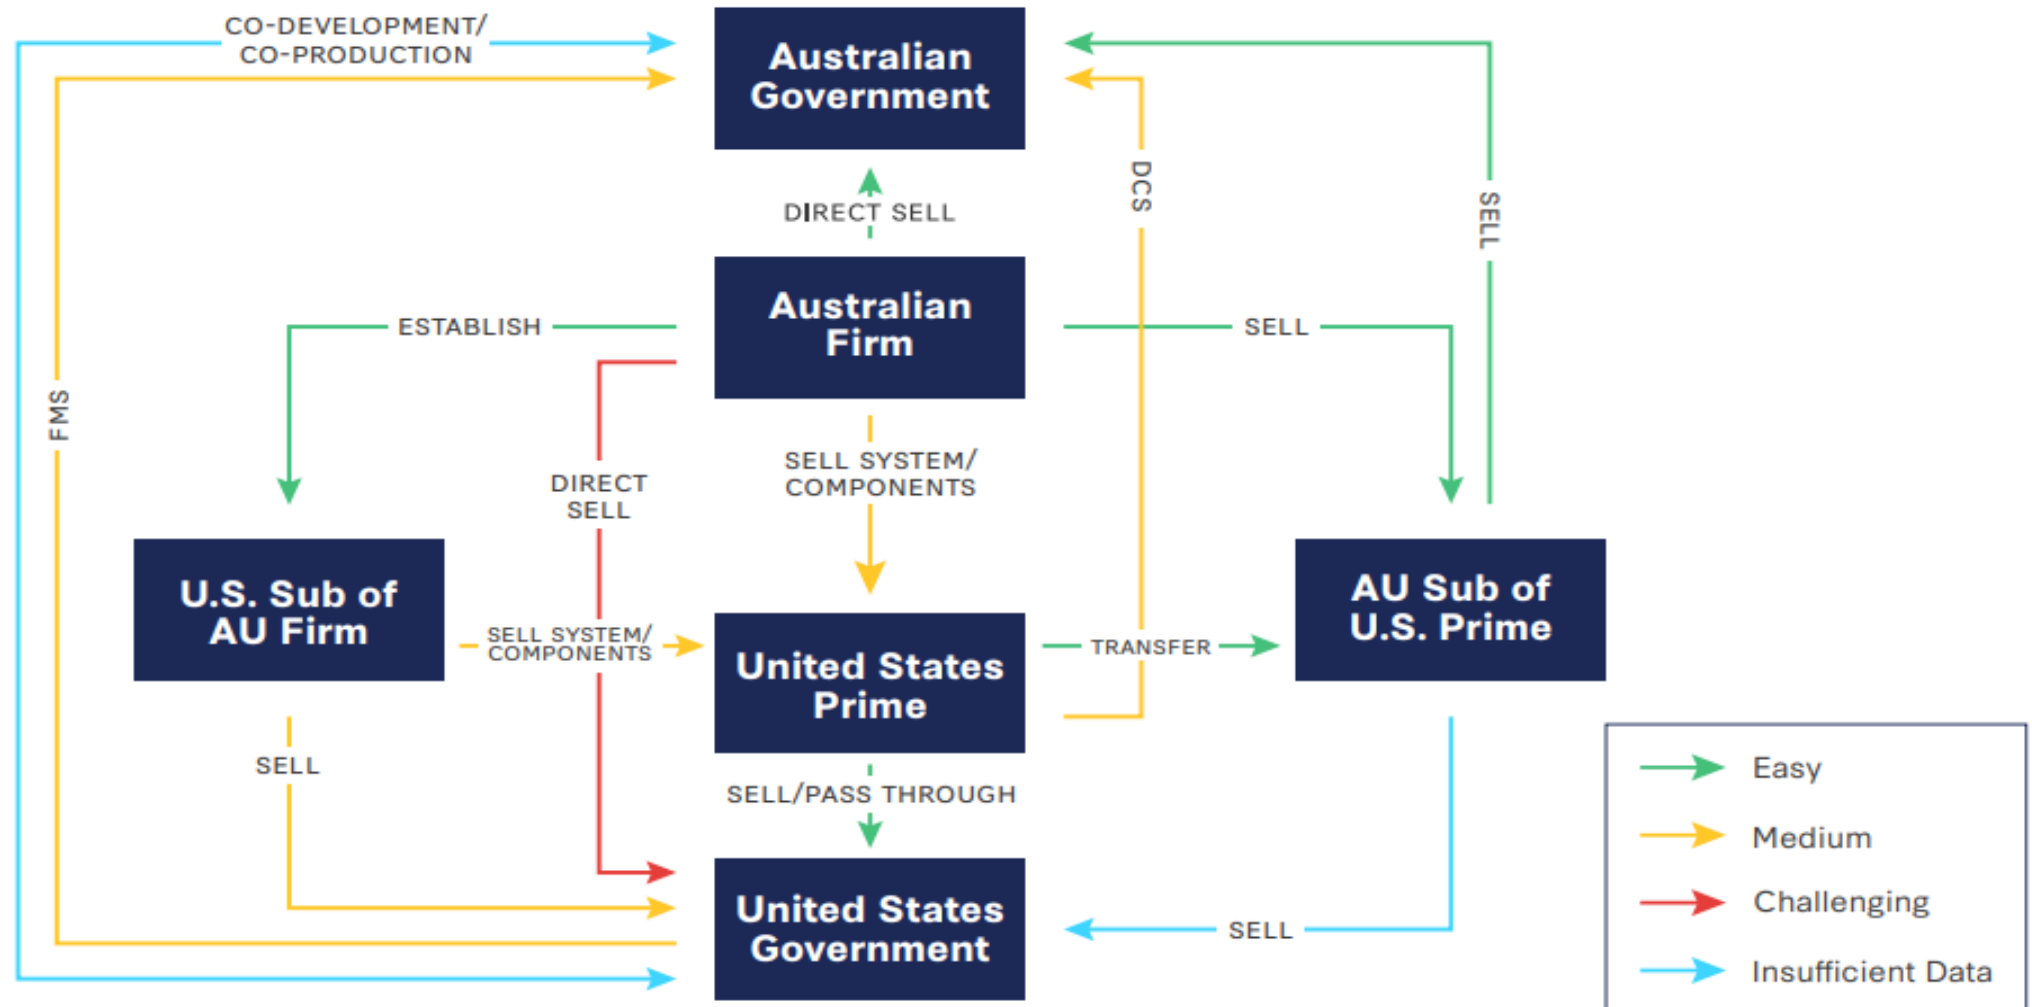 CO-DEVELOPMENT/
CO-PRODUCTION
Australian
Government
DCS
SELL
DIRECT SELL
Australian
Firm
ESTABLISH
SELL
FMS
DIRECT
SELL
SELL SYSTEM/
COMPONENTS
U.S. Sub of
AU Firm
SELL SYSTEM/
COMPONENTS
United States
Prime
TRANSFER
AU Sub of
U.S. Prime
SELL
SELL/PASS THROUGH
United States
Government
SELL
Easy
Medium
Challenging
Insufficient Data